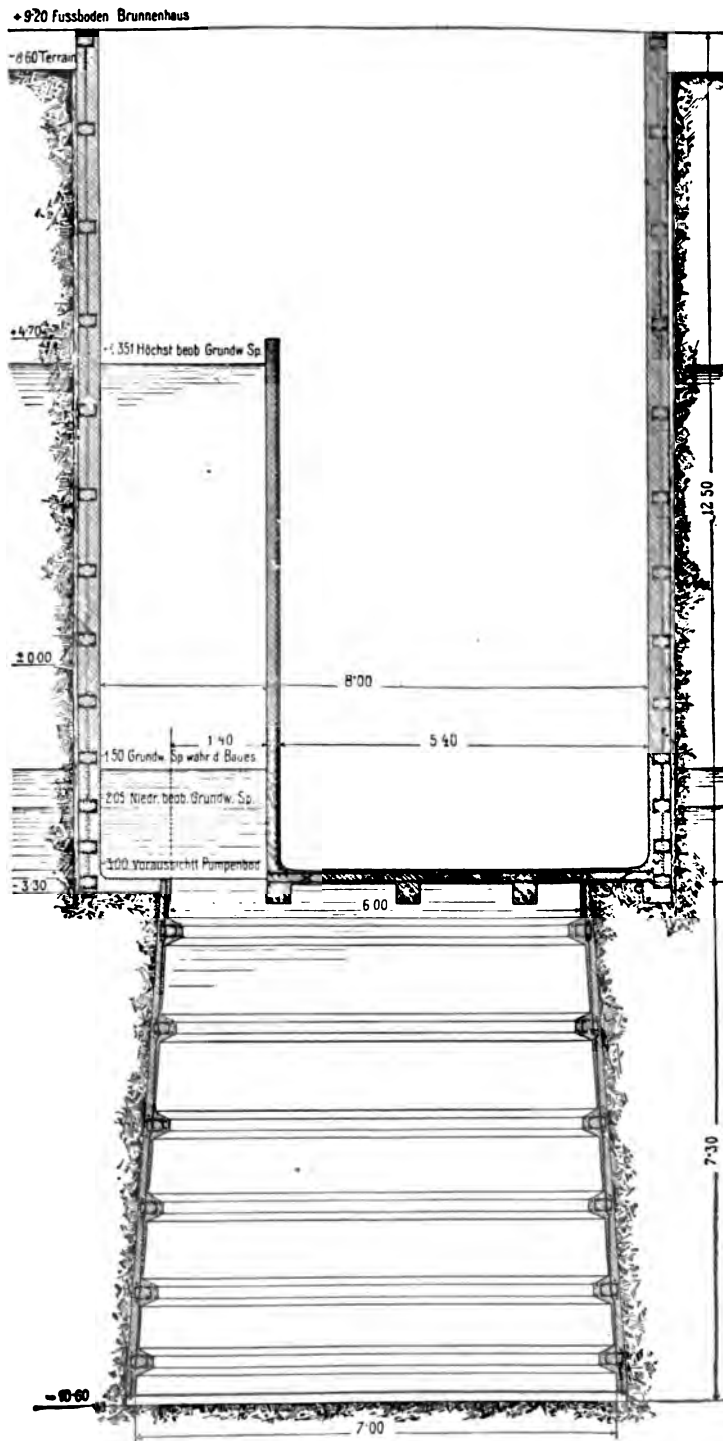 + 9·20 Fussboden Brunnenhaus
-8·60 Terrain
+4·70
4,351 Höchst beob Grundw Sp.
12 50
± 0·00
8·00
1 40
5 40
-1 50 Grundw. Sp währ d Baues
-2·05 Niedr. beob. Grundw. Sp.
-3·00 Voraussichtl Pumpenbod
-3·30
6 00
7·30
-10·60
7·00